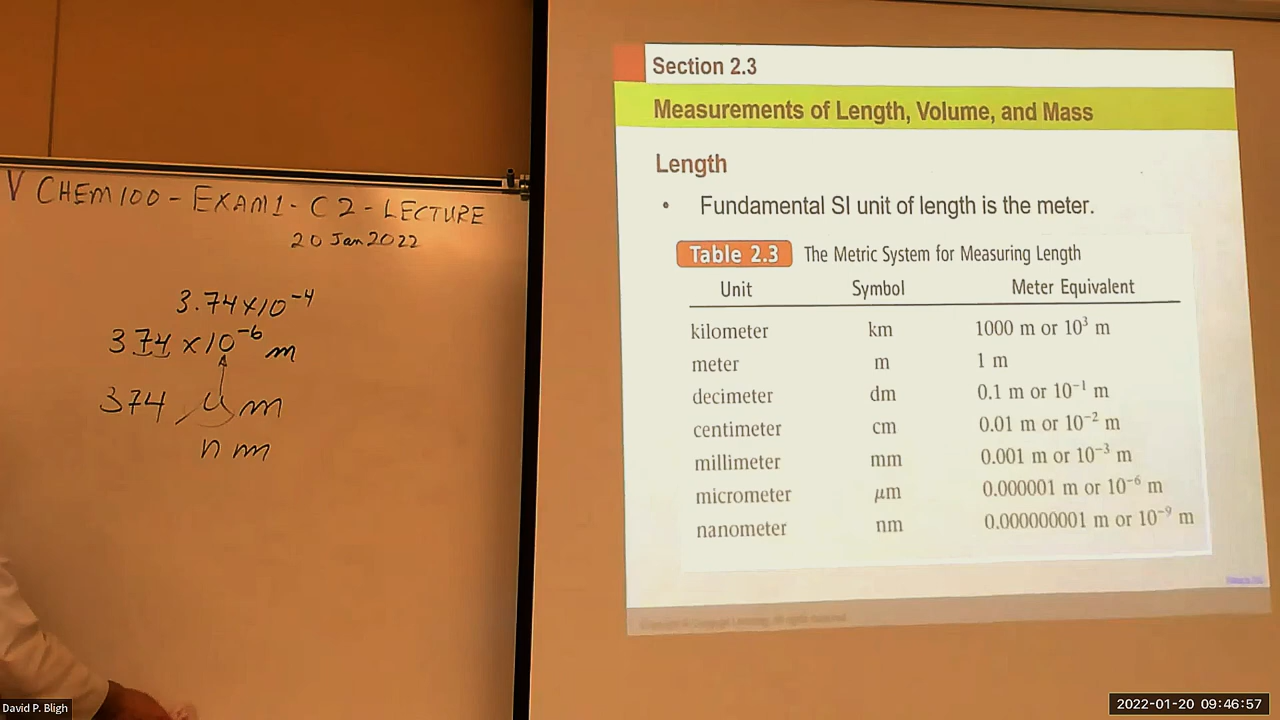 V CHEM 100 - EXAM 1 - C 2 - LECTURE
20 Jan 2022
3.74 x 10⁻⁴
374 x 10⁻⁶ m
374 µm
nm
Section 2.3
Measurements of Length, Volume, and Mass
Length
• Fundamental SI unit of length is the meter.
Table 2.3 The Metric System for Measuring Length
Unit Symbol Meter Equivalent
kilometer km 1000 m or 10³ m
meter m 1 m
decimeter dm 0.1 m or 10⁻¹ m
centimeter cm 0.01 m or 10⁻² m
millimeter mm 0.001 m or 10⁻³ m
micrometer µm 0.000001 m or 10⁻⁶ m
nanometer nm 0.000000001 m or 10⁻⁹ m
David P. Bligh
2022-01-20 09:46:57